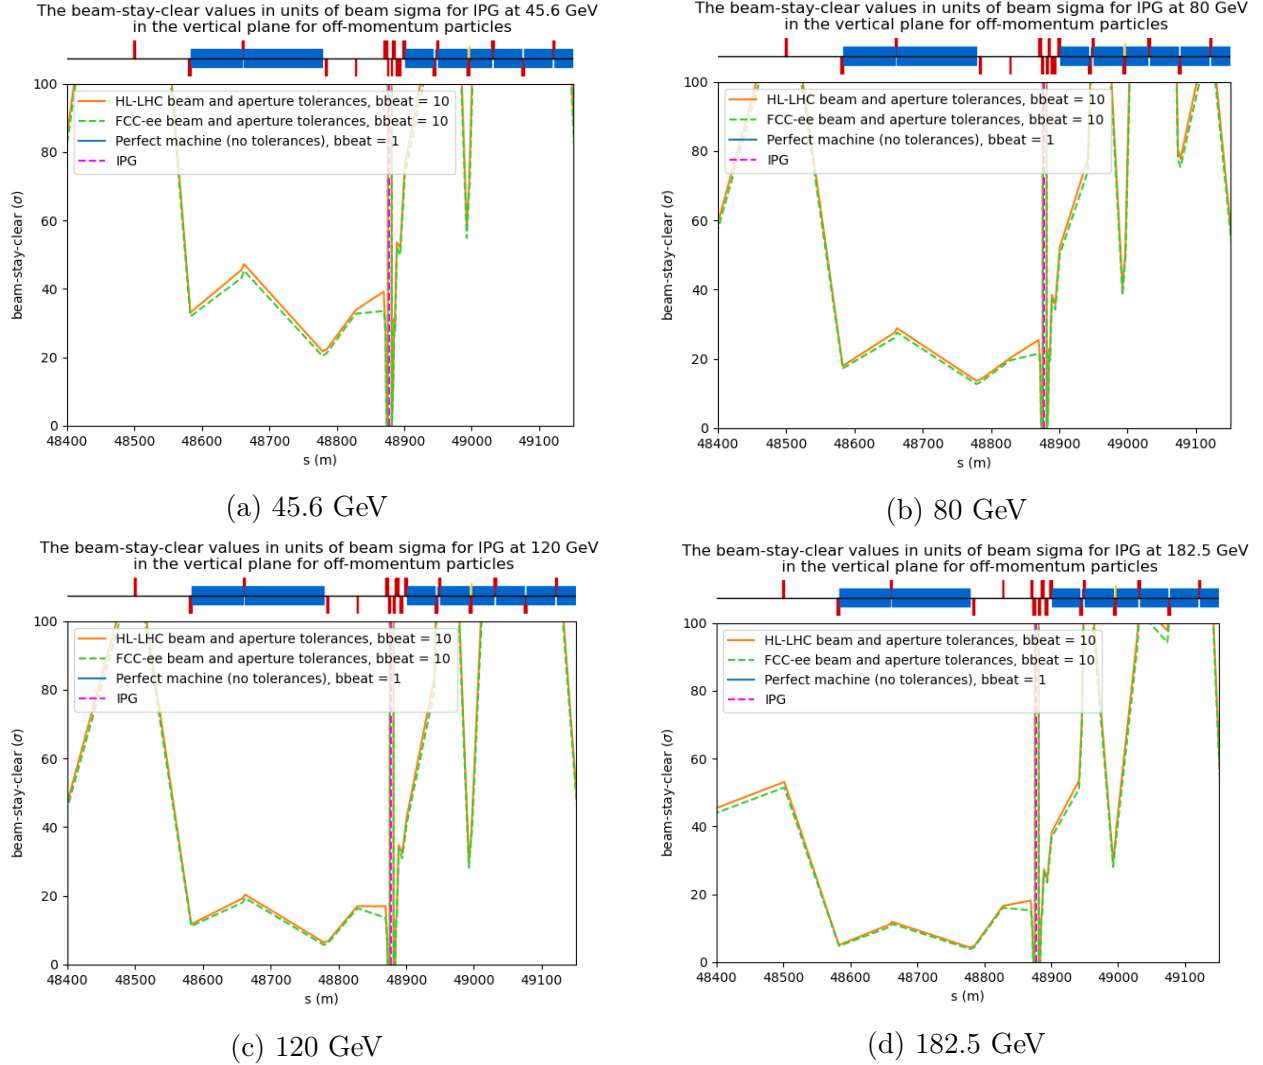 The beam-stay-clear values in units of beam sigma for IPG at 45.6 GeV
in the vertical plane for off-momentum particles
100
80
60
40
20
0
beam-stay-clear (σ)
HL-LHC beam and aperture tolerances, bbeat = 10
FCC-ee beam and aperture tolerances, bbeat = 10
Perfect machine (no tolerances), bbeat = 1
IPG
48400 48500 48600 48700 48800 48900 49000 49100
s (m)
(a) 45.6 GeV
The beam-stay-clear values in units of beam sigma for IPG at 80 GeV
in the vertical plane for off-momentum particles
100
80
60
40
20
0
beam-stay-clear (σ)
HL-LHC beam and aperture tolerances, bbeat = 10
FCC-ee beam and aperture tolerances, bbeat = 10
Perfect machine (no tolerances), bbeat = 1
IPG
48400 48500 48600 48700 48800 48900 49000 49100
s (m)
(b) 80 GeV
The beam-stay-clear values in units of beam sigma for IPG at 120 GeV
in the vertical plane for off-momentum particles
100
80
60
40
20
0
beam-stay-clear (σ)
HL-LHC beam and aperture tolerances, bbeat = 10
FCC-ee beam and aperture tolerances, bbeat = 10
Perfect machine (no tolerances), bbeat = 1
IPG
48400 48500 48600 48700 48800 48900 49000 49100
s (m)
(c) 120 GeV
The beam-stay-clear values in units of beam sigma for IPG at 182.5 GeV
in the vertical plane for off-momentum particles
100
80
60
40
20
0
beam-stay-clear (σ)
HL-LHC beam and aperture tolerances, bbeat = 10
FCC-ee beam and aperture tolerances, bbeat = 10
Perfect machine (no tolerances), bbeat = 1
IPG
48400 48500 48600 48700 48800 48900 49000 49100
s (m)
(d) 182.5 GeV